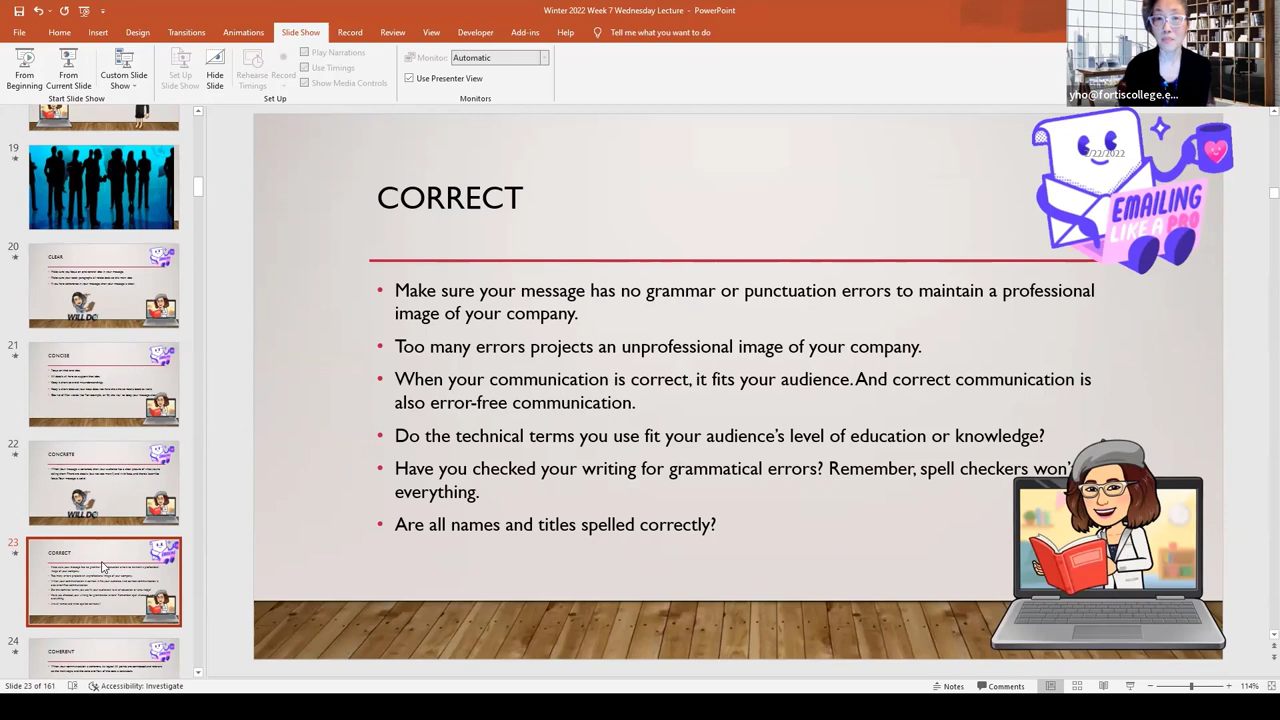 Winter 2022 Week 7 Wednesday Lecture - PowerPoint
File Home Insert Design Transitions Animations Slide Show Record Review View Developer Add-ins Help Tell me what you want to do
From Beginning
From Current Slide
Custom Slide Show
Start Slide Show
Set Up Slide Show
Hide Slide
Rehearse Timings
Record
Play Narrations
Use Timings
Show Media Controls
Set Up
Monitor: Automatic
Use Presenter View
Monitors
yho@fortiscollege.e...
19
20
CLEAR
WILL DO
21
CONCISE
22
CONCRETE
WILL DO
23
CORRECT
24
COHERENT
/22/2022
EMAILING
LIKE A PRO
CORRECT
• Make sure your message has no grammar or punctuation errors to maintain a professional
image of your company.
• Too many errors projects an unprofessional image of your company.
• When your communication is correct, it fits your audience. And correct communication is
also error-free communication.
• Do the technical terms you use fit your audience's level of education or knowledge?
• Have you checked your writing for grammatical errors? Remember, spell checkers won'
everything.
• Are all names and titles spelled correctly?
Slide 23 of 161 Accessibility: Investigate Notes Comments 114%